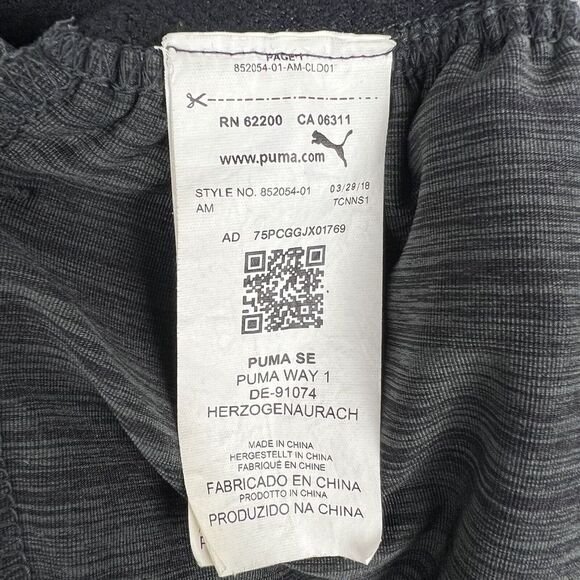 PAGE 1
852054-01-AM-CLD01
RN 62200 CA 06311
www.puma.com
STYLE NO. 852054-01 03/29/18
AM TCNNS1
AD 75PCGGJX01769
PUMA SE
PUMA WAY 1
DE-91074
HERZOGENAURACH
MADE IN CHINA
HERGESTELLT IN CHINA
FABRIQUÉ EN CHINE
FABRICADO EN CHINA
PRODOTTO IN CHINA
PRODUZIDO NA CHINA